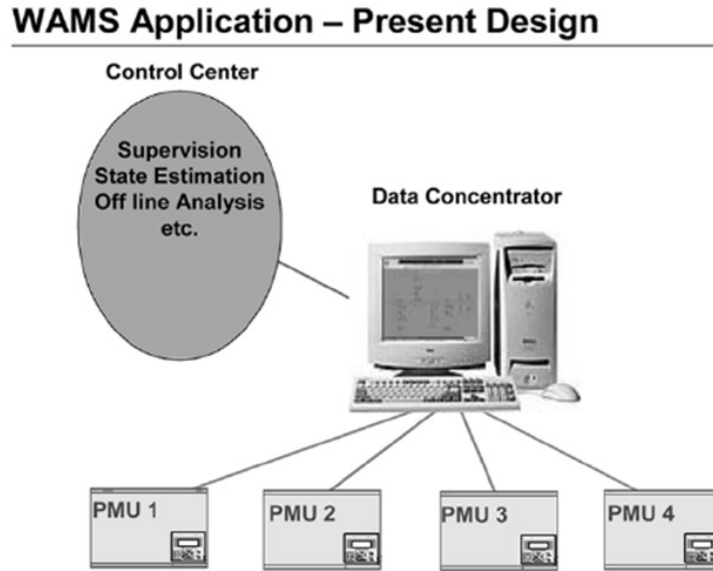 WAMS Application – Present Design
Control Center
Supervision
State Estimation
Off line Analysis
etc.
Data Concentrator
PMU 1
PMU 2
PMU 3
PMU 4